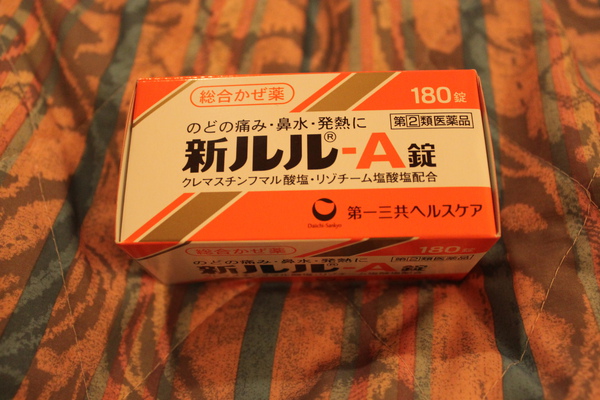 総合かぜ薬
180錠
のどの痛み・鼻水・発熱に
指定第②類医薬品
新ルル®-A錠
クレマスチンフマル酸塩・リゾチーム塩酸塩配合
Daiichi-Sankyo
第一三共ヘルスケア
総合かぜ薬
180錠
のどの痛み・鼻水・発熱に
指定第②類医薬品
新ルル®-A錠